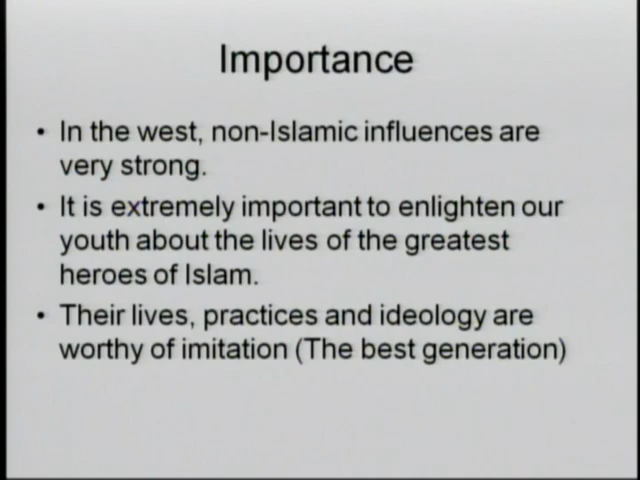 Importance
• In the west, non-Islamic influences are
very strong.
• It is extremely important to enlighten our
youth about the lives of the greatest
heroes of Islam.
• Their lives, practices and ideology are
worthy of imitation (The best generation)